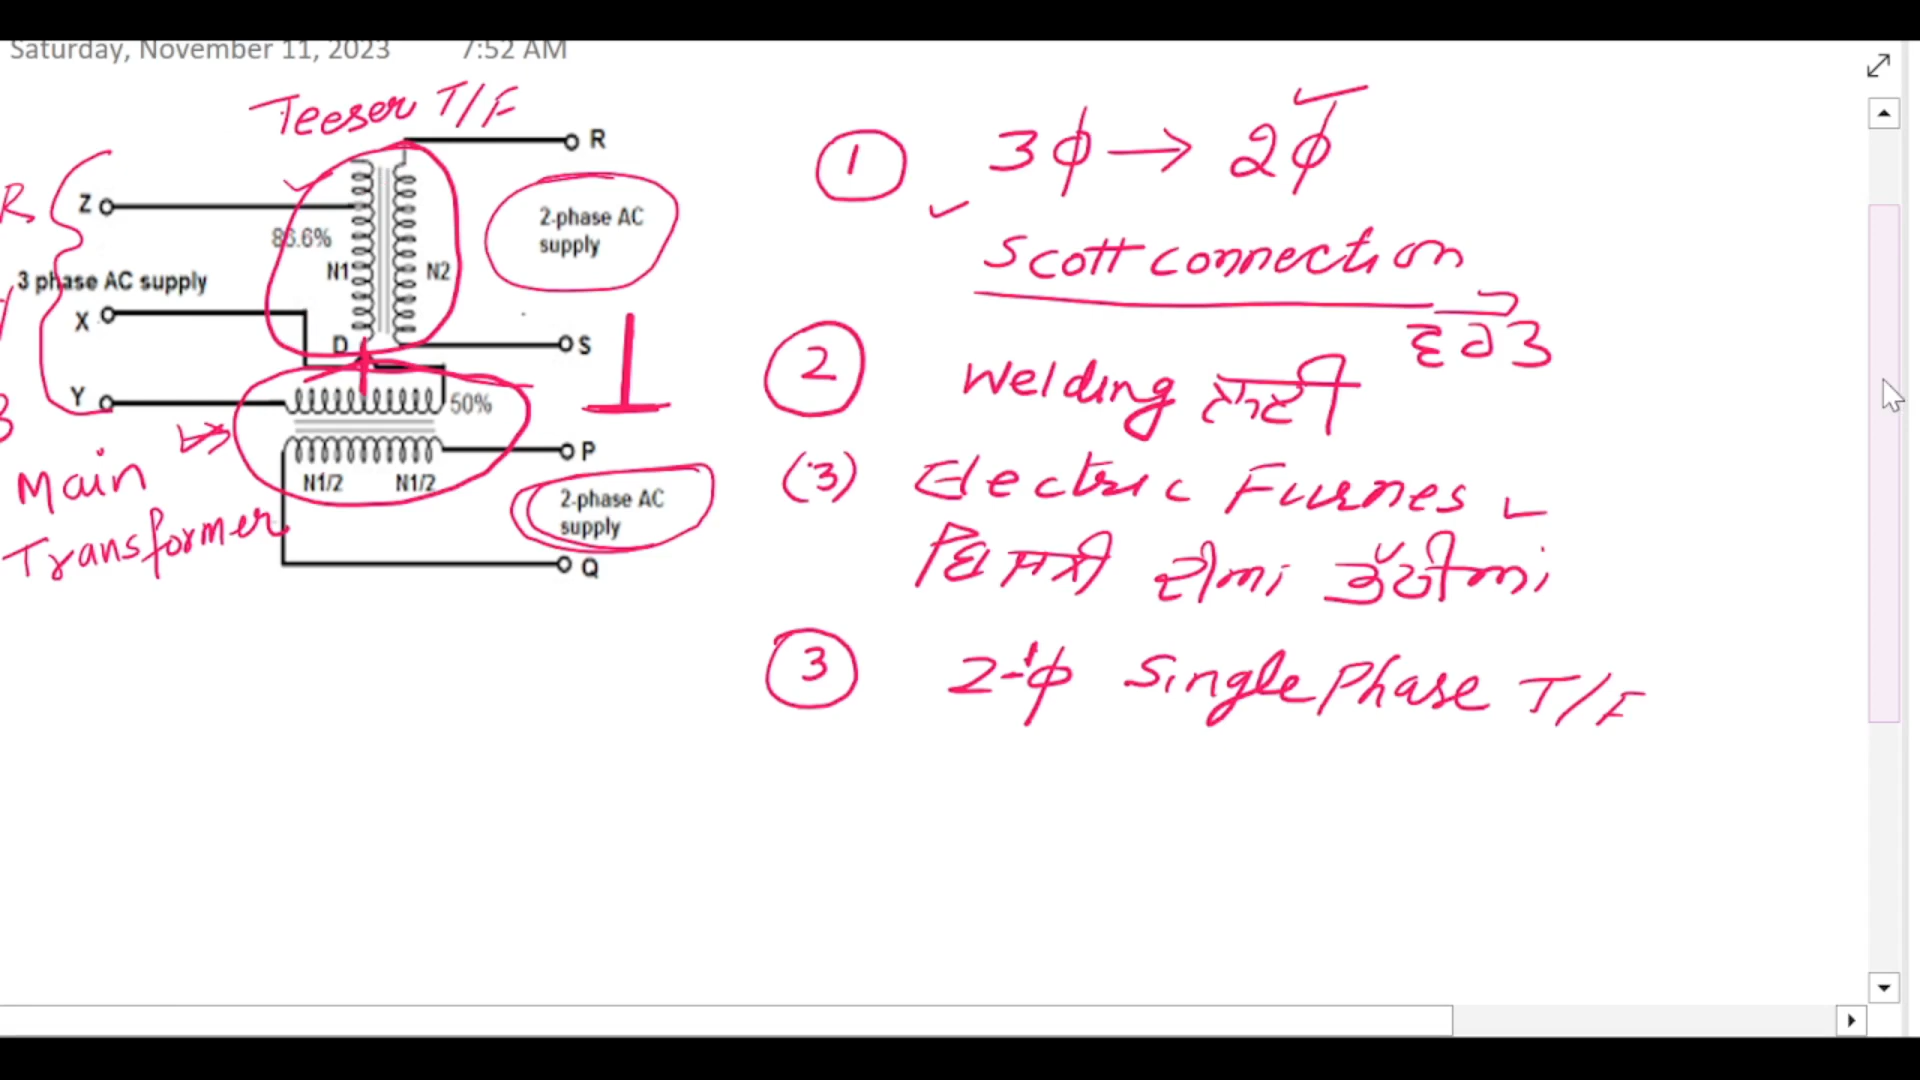 Saturday, November 11, 2023 7:52 AM
Teeser T/F
R
R
Z
86.6%
N1
N2
2-phase AC
supply
3 phase AC supply
X
D
S
Y
50%
P
N1/2
N1/2
Main
Transformer
2-phase AC
supply
Q
1 3ϕ → 2ϕ
Scott connection
2 Welding
(3) Electric Furnes
3 2-1ϕ Single Phase T/F